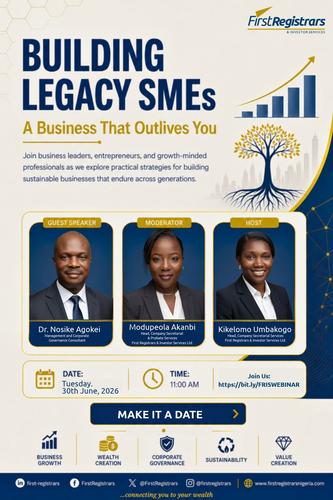 FirstRegistrars
& INVESTOR SERVICES
BUILDING
LEGACY SMEs
A Business That Outlives You
Join business leaders, entrepreneurs, and growth-minded
professionals as we explore practical strategies for building
sustainable businesses that endure across generations.
GUEST SPEAKER
Dr. Nosike Agokei
Management and Corporate
Governance Consultant
MODERATOR
Modupeola Akanbi
Head, Company Secretarial
& Probate Services
First Registrars & Investor Services Ltd
HOST
Kikelomo Umbakogo
Head, Company Secretarial Services
First Registrars & Investor Services Ltd
DATE:
Tuesday,
30th June, 2026
TIME:
11:00 AM
Join Us:
https://bit.ly/FRISWEBINAR
MAKE IT A DATE
BUSINESS
GROWTH
WEALTH
CREATION
CORPORATE
GOVERNANCE
SUSTAINABILITY
VALUE
CREATION
FirstRegistrars
FirstRegistrars
@FirstRegistrars
@FirstRegistrars
www.firstregistrarsnigeria.com
...connecting you to your wealth